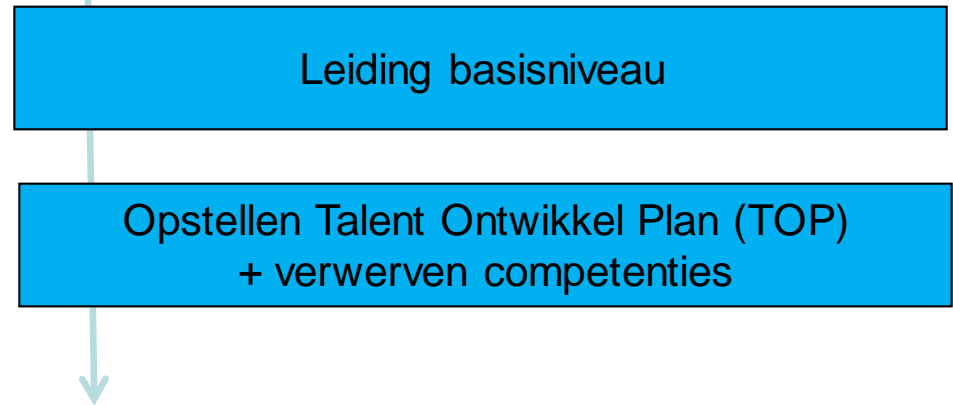 Leiding basisniveau
Opstellen Talent Ontwikkel Plan (TOP)
+ verwerven competenties